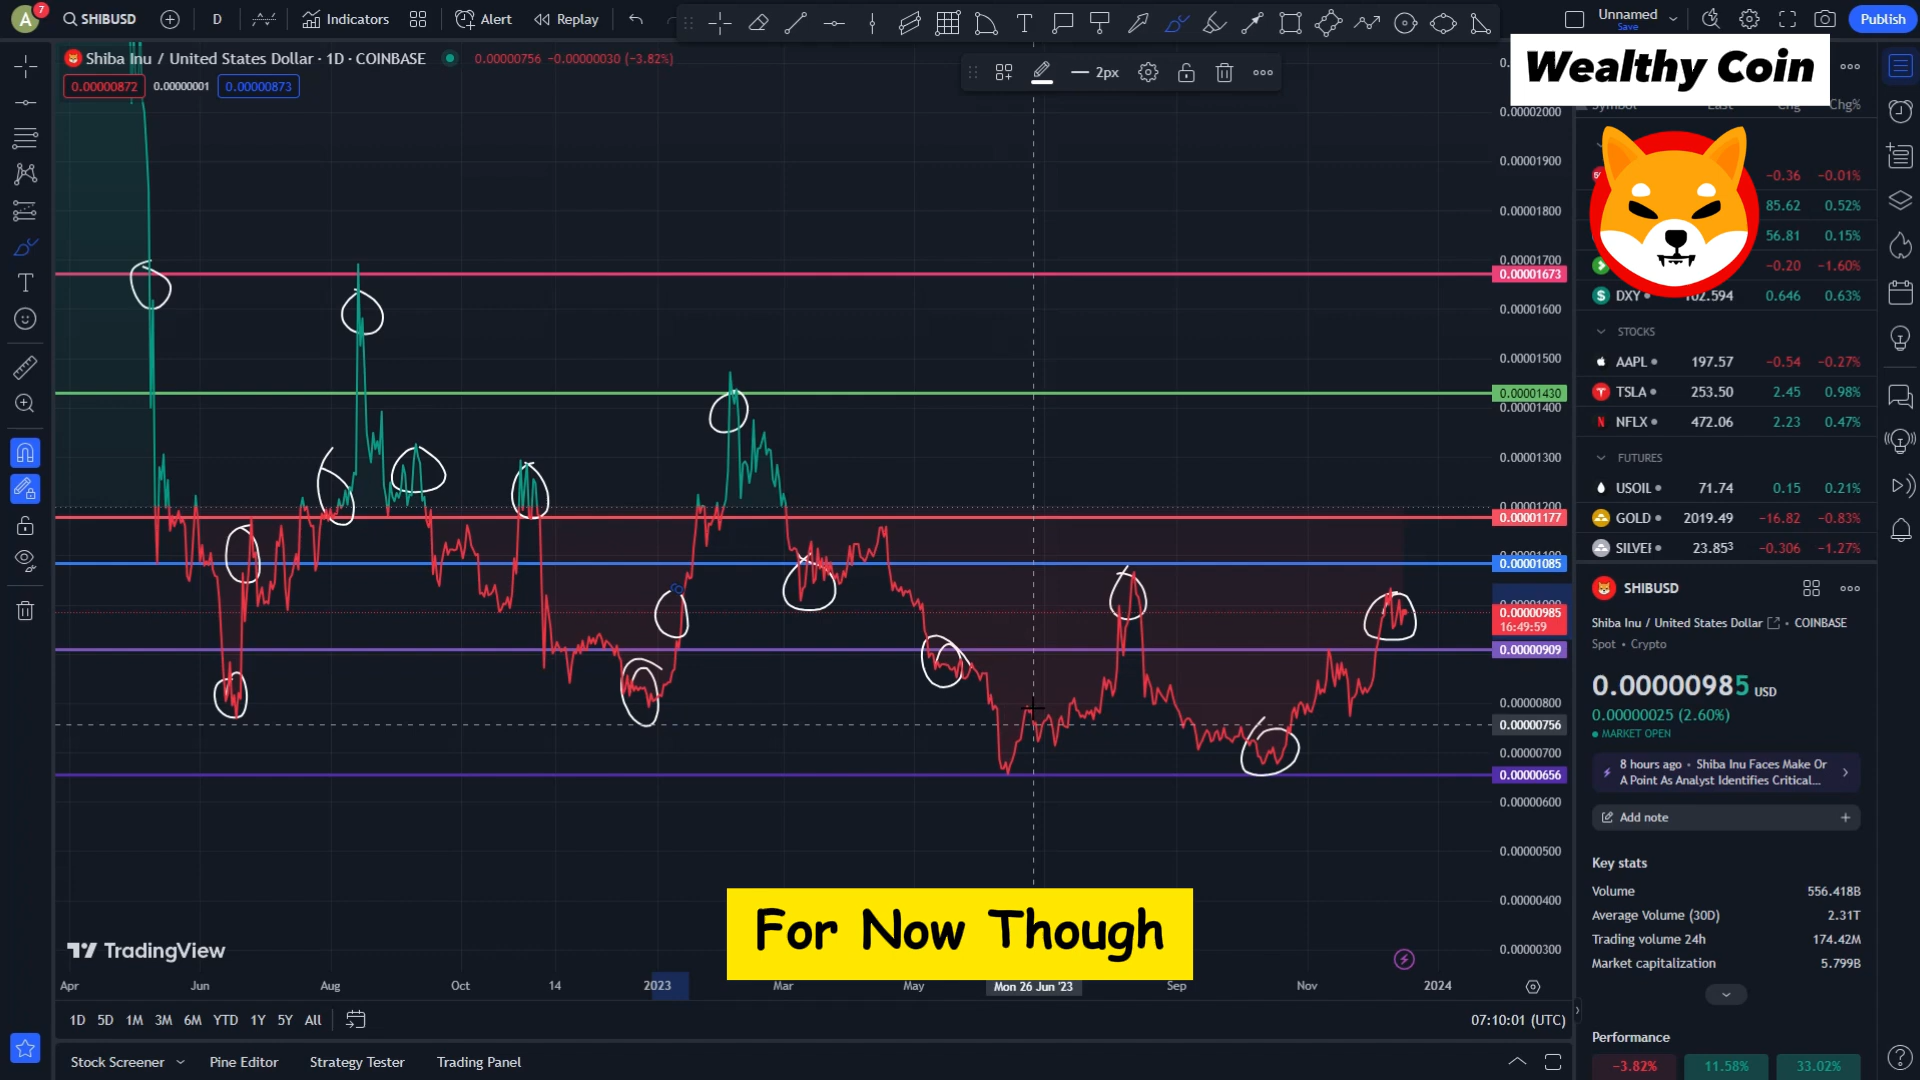 A
7
SHIBUSD
D
Indicators
Alert
Replay
Unnamed
Save
Publish
Shiba Inu / United States Dollar · 1D · COINBASE
0.00000756 −0.00000030 (−3.82%)
0.00000872
0.00000001
0.00000873
2px
Wealthy Coin
Chg%
0.00002000
0.00001900
0.00001800
0.00001700
0.00001673
0.00001600
0.00001500
0.00001430
0.00001400
0.00001300
0.00001200
0.00001177
0.00001085
0.00000985
16:49:59
0.00000909
0.00000800
0.00000756
0.00000700
0.00000656
0.00000600
0.00000500
0.00000400
0.00000300
−0.36 −0.01%
85.62 0.52%
56.81 0.15%
−0.20 −1.60%
DXY 102.594 0.646 0.63%
STOCKS
AAPL 197.57 −0.54 −0.27%
TSLA 253.50 2.45 0.98%
NFLX 472.06 2.23 0.47%
FUTURES
USOIL 71.74 0.15 0.21%
GOLD 2019.49 −16.82 −0.83%
SILVER 23.853 −0.306 −1.27%
SHIBUSD
Shiba Inu / United States Dollar • COINBASE
Spot • Crypto
0.00000985 USD
0.00000025 (2.60%)
MARKET OPEN
8 hours ago • Shiba Inu Faces Make Or
A Point As Analyst Identifies Critical...
Add note
Key stats
Volume 556.418B
Average Volume (30D) 2.31T
Trading volume 24h 174.42M
Market capitalization 5.799B
Performance
−3.82% 11.58% 33.02%
For Now Though
TradingView
Apr Jun Aug Oct 14 2023 Mar May Mon 26 Jun '23 Sep Nov 2024
1D 5D 1M 3M 6M YTD 1Y 5Y All
07:10:01 (UTC)
Stock Screener
Pine Editor
Strategy Tester
Trading Panel